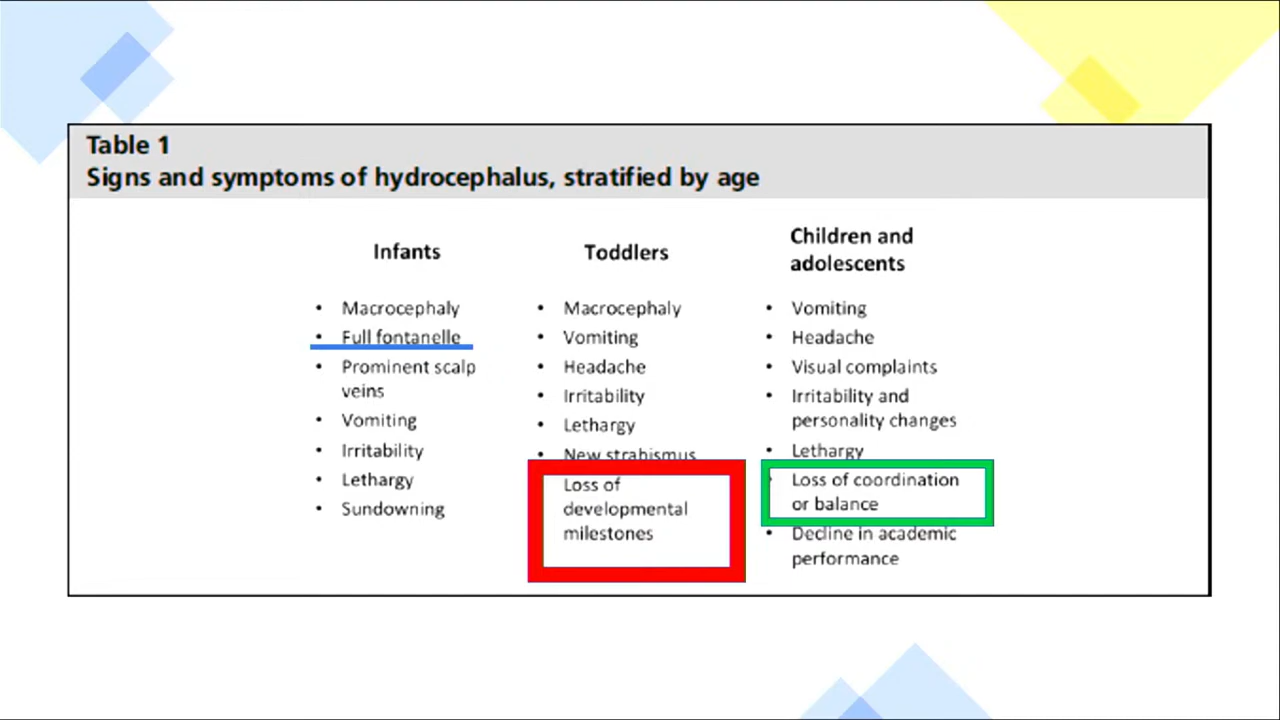 Table 1
Signs and symptoms of hydrocephalus, stratified by age
Infants
• Macrocephaly
• Full fontanelle
• Prominent scalp
veins
• Vomiting
• Irritability
• Lethargy
• Sundowning
Toddlers
• Macrocephaly
• Vomiting
• Headache
• Irritability
• Lethargy
• New strabismus
Loss of
developmental
milestones
Children and
adolescents
• Vomiting
• Headache
• Visual complaints
• Irritability and
personality changes
• Lethargy
Loss of coordination
or balance
• Decline in academic
performance